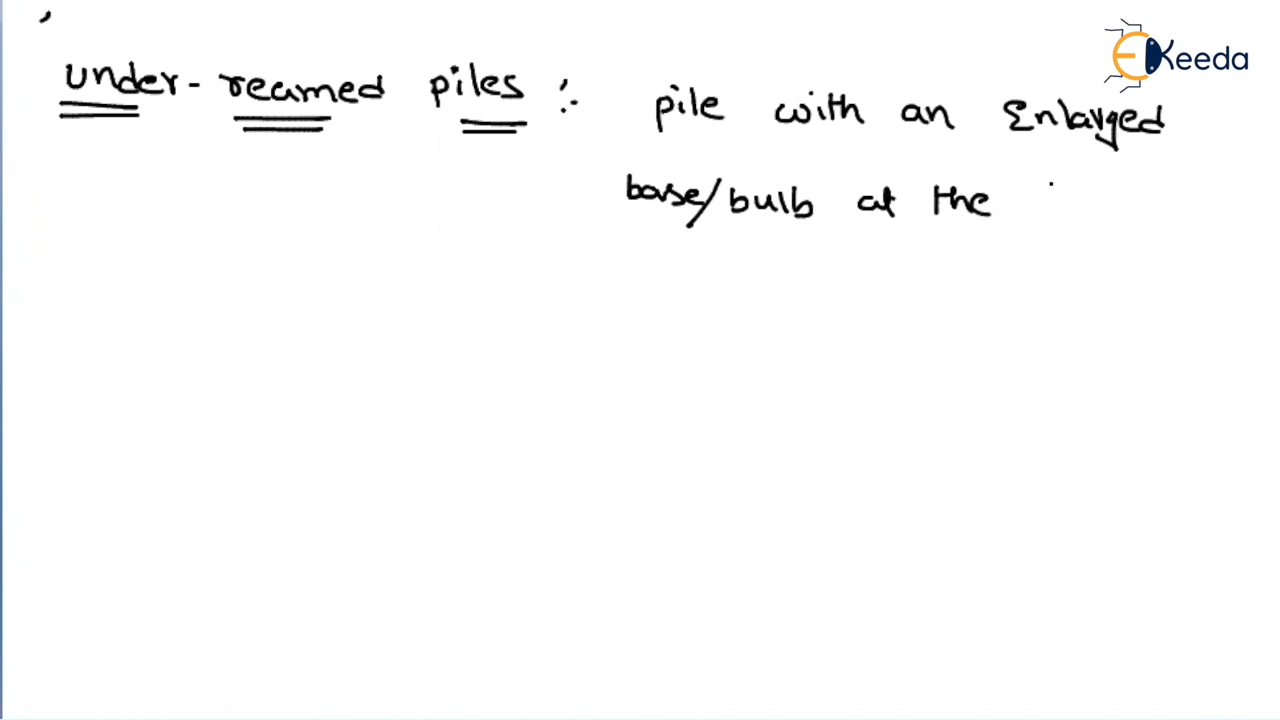 EKeeda
under-reamed piles :- pile with an Enlarged
base/bulb at the